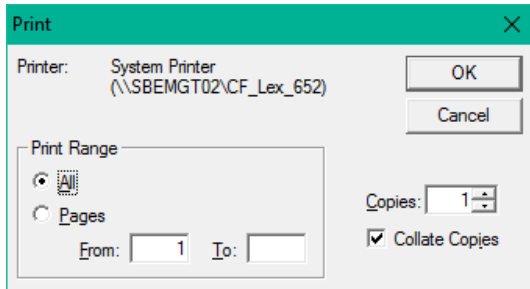 Print
Printer: System Printer
(\\SBEMGT02\CF_Lex_652)
OK
Cancel
Print Range
All
Pages
From: 1 To:
Copies: 1
Collate Copies